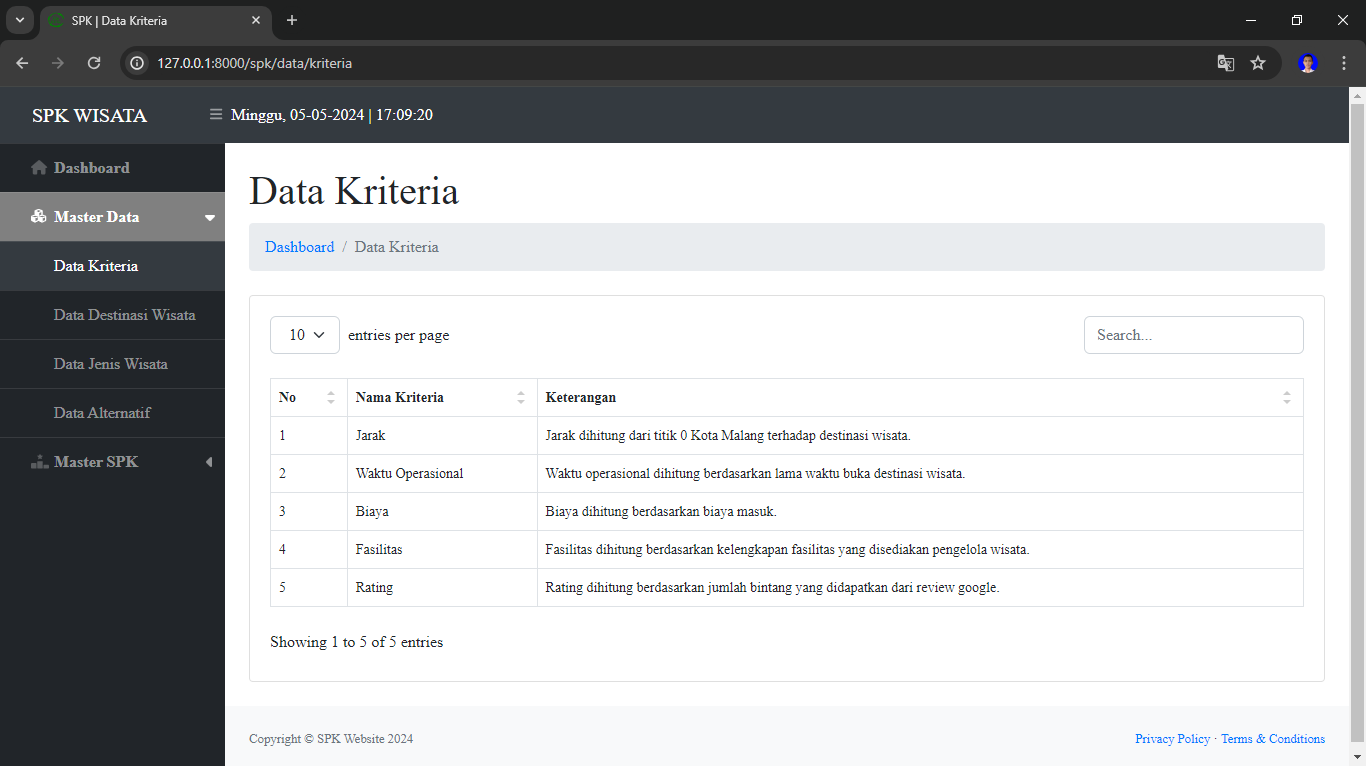 SPK | Data Kriteria
127.0.0.1:8000/spk/data/kriteria
SPK WISATA
Minggu, 05-05-2024 | 17:09:20
Dashboard
Master Data
Data Kriteria
Data Destinasi Wisata
Data Jenis Wisata
Data Alternatif
Master SPK
Data Kriteria
Dashboard / Data Kriteria
10 entries per page
Search...
No Nama Kriteria Keterangan
1 Jarak Jarak dihitung dari titik 0 Kota Malang terhadap destinasi wisata.
2 Waktu Operasional Waktu operasional dihitung berdasarkan lama waktu buka destinasi wisata.
3 Biaya Biaya dihitung berdasarkan biaya masuk.
4 Fasilitas Fasilitas dihitung berdasarkan kelengkapan fasilitas yang disediakan pengelola wisata.
5 Rating Rating dihitung berdasarkan jumlah bintang yang didapatkan dari review google.
Showing 1 to 5 of 5 entries
Copyright © SPK Website 2024
Privacy Policy · Terms & Conditions